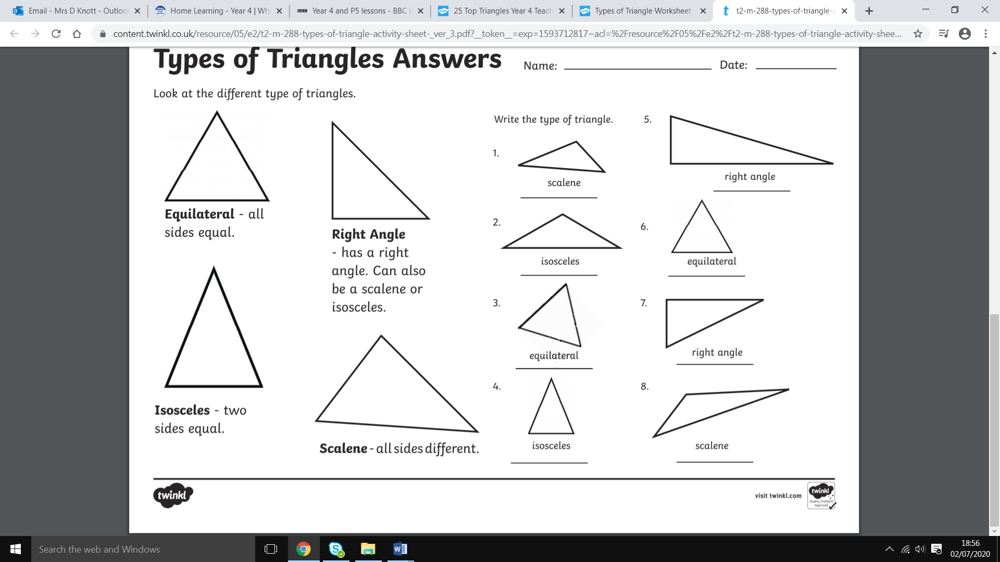 Email - Mrs D Knott - Outloo
Home Learning - Year 4 | Whi
BBC
Year 4 and P5 lessons - BBC B
25 Top Triangles Year 4 Teach
Types of Triangle Worksheet
t2-m-288-types-of-triangle-a
content.twinkl.co.uk/resource/05/e2/t2-m-288-types-of-triangle-activity-sheet-_ver_3.pdf?__token__=exp=1593712817~acl=%2Fresource%2F05%2Fe2%2Ft2-m-288-types-of-triangle-activity-shee...
Types of Triangles Answers
Name:
Date:
Look at the different type of triangles.
Equilateral - all
sides equal.
Right Angle
- has a right
angle. Can also
be a scalene or
isosceles.
Isosceles - two
sides equal.
Scalene - all sides different.
Write the type of triangle.
1.
scalene
2.
isosceles
3.
equilateral
4.
isosceles
5.
right angle
6.
equilateral
7.
right angle
8.
scalene
twinkl
visit twinkl.com
twinkl
Quality Standard
Approved
Search the web and Windows
18:56
02/07/2020